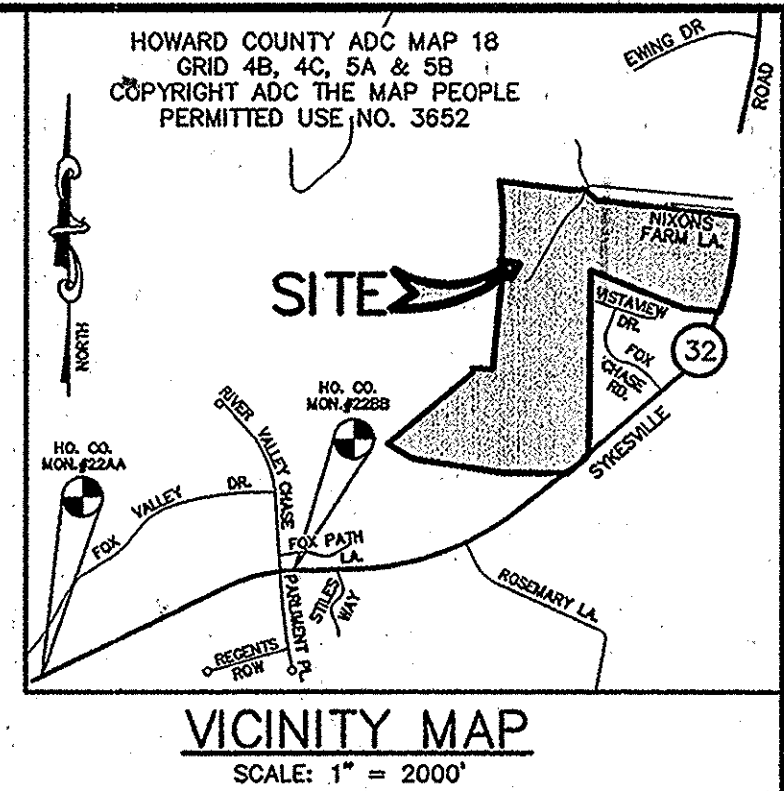 HOWARD COUNTY ADC MAP 18
GRID 4B, 4C, 5A & 5B
COPYRIGHT ADC THE MAP PEOPLE
PERMITTED USE NO. 3652
EWING DR
ROAD
NORTH
NIXONS
FARM LA.
SITE
VISTAVIEW
DR.
FOX
CHASE
RD.
32
SYKESVILLE
HO. CO.
MON.#22BB
RIVER VALLEY CHASE
HO. CO.
MON.#22AA
FOX VALLEY DR.
FOX PATH
LA.
STILES
WAY
PARLIMENT PL.
REGENTS
ROW
ROSEMARY LA.
VICINITY MAP
SCALE: 1" = 2000'